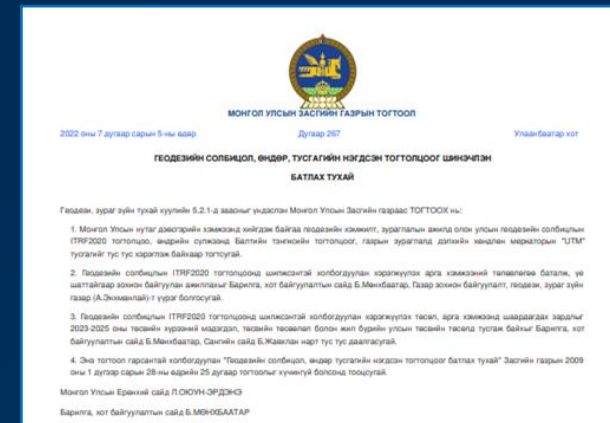 МОНГОЛ УЛСЫН ЗАСГИЙН ГАЗРЫН ТОГТООЛ
2022 оны 7 дугаар сарын 5-ны өдөр Дугаар 267 Улаанбаатар хот
ГЕОДЕЗИЙН СОЛБИЦОЛ, ӨНДӨР, ТУСГАГИЙН НЭГДСЭН ТОГТОЛЦООГ ШИНЭЧЛЭН
БАТЛАХ ТУХАЙ
Геодези, зураг зүйн тухай хуулийн 5.2.1-д заасныг үндэслэн Монгол Улсын Засгийн газраас ТОГТООХ нь:
1. Монгол Улсын нутаг дэвсгэрийн хэмжээнд хийгдэж байгаа геодезийн хэмжилт, зураглалын ажилд олон улсын геодезийн солбицлын
ITRF2020 тогтолцоо, өндрийн сүлжээнд Балтийн тэнгисийн тогтолцоог, газрын зураглалд дэлхийн хөндлөн меркаторын "UTM"
тусгагийг тус тус хэрэглэж байхаар тогтсугай.
2. Геодезийн солбицлын ITRF2020 тогтолцоонд шилжсэнтэй холбогдуулан хэрэгжүүлэх арга хэмжээний төлөвлөгөө баталж, үе
шаттайгаар зохион байгуулан ажиллахыг Барилга, хот байгуулалтын сайд Б.Мөнхбаатар, Газар зохион байгуулалт, геодези, зураг зүйн
газар (А.Энхманлай)-т үүрэг болгосугай.
3. Геодезийн солбицлын ITRF2020 тогтолцоонд шилжсэнтэй холбогдуулан хэрэгжүүлэх төсөл, арга хэмжээнд шаардагдах зардлыг
2023-2025 оны төсвийн хүрээний мэдэгдэл, төсвийн төсөөлөл болон жил бүрийн улсын төсвийн төсөлд тусгаж байхыг Барилга, хот
байгуулалтын сайд Б.Мөнхбаатар, Сангийн сайд Б.Жавхлан нарт тус тус даалгасугай.
4. Энэ тогтоол гарсантай холбогдуулан "Геодезийн солбицол, өндөр тусгагийн нэгдсэн тогтолцоог батлах тухай" Засгийн газрын 2009
оны 1 дүгээр сарын 28-ны өдрийн 25 дугаар тогтоолыг хүчингүй болсонд тооцсугай.
Монгол Улсын Ерөнхий сайд Л.ОЮУН-ЭРДЭНЭ
Барилга, хот байгуулалтын сайд Б.МӨНХБААТАР